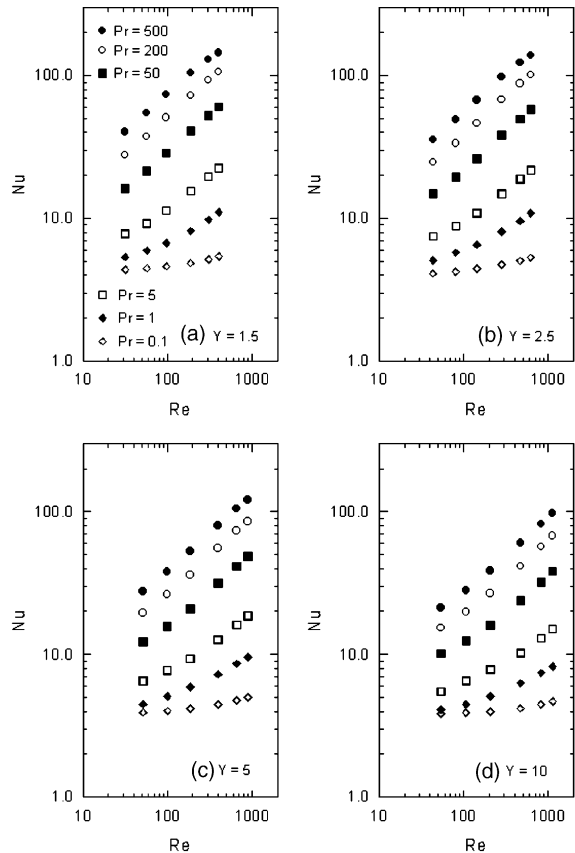 Pr = 500
Pr = 200
Pr = 50
100.0
10.0
1.0
Nu
Pr = 5
Pr = 1
Pr = 0.1
(a) Y = 1.5
10 100 1000
Re
100.0
10.0
1.0
Nu
(b) Y = 2.5
10 100 1000
Re
100.0
10.0
1.0
Nu
(c) Y = 5
10 100 1000
Re
100.0
10.0
1.0
Nu
(d) Y = 10
10 100 1000
Re